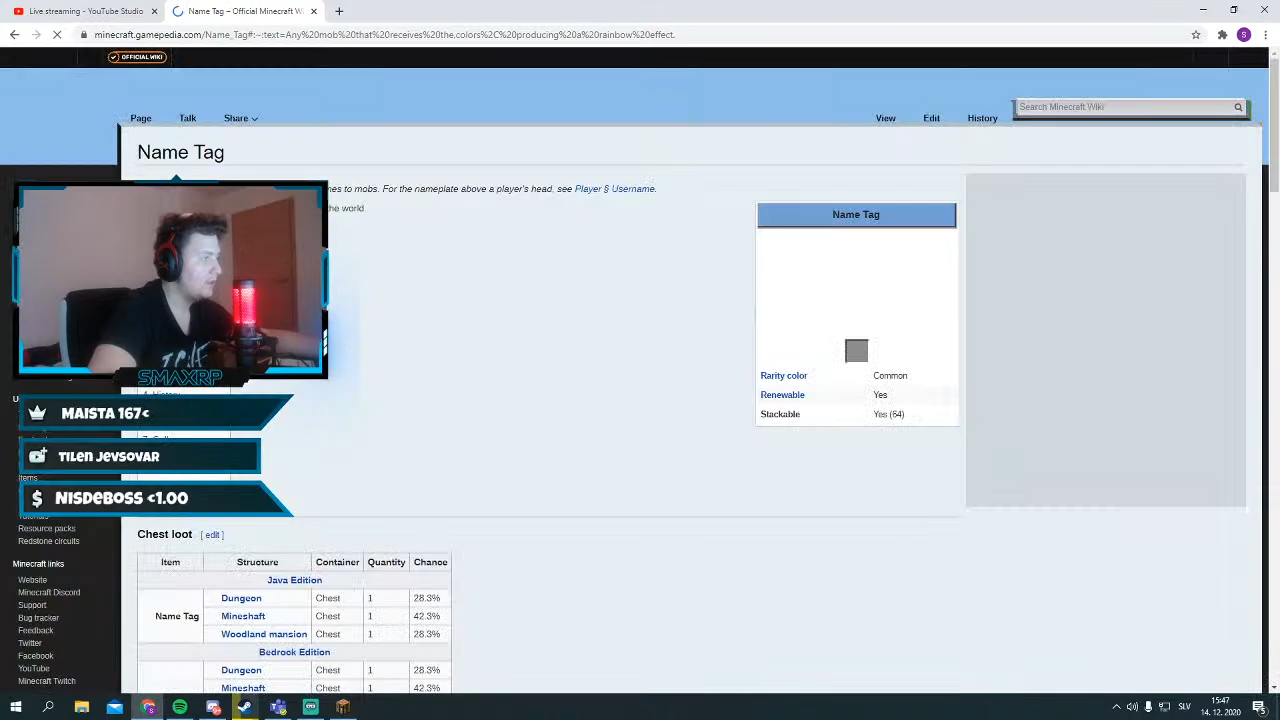 Live streaming - YouTube Studio
Name Tag – Official Minecraft Wi
minecraft.gamepedia.com/Name_Tag#:~:text=Any%20mob%20that%20receives%20the,colors%2C%20producing%20a%20rainbow%20effect.
S
OFFICIAL WIKI
Search Minecraft Wiki
Page
Talk
Share
View
Edit
History
Name Tag
mes to mobs. For the nameplate above a player's head, see Player § Username.
the world
Name Tag
Rarity color Common
Renewable Yes
Stackable Yes (64)
SMAXRP
MAISTA 167<
TILEN JEVSOVAR
$ NISDEBOSS <1.00
Items
Tutorials
Resource packs
Redstone circuits
Minecraft links
Website
Minecraft Discord
Support
Bug tracker
Feedback
Twitter
Facebook
YouTube
Minecraft Twitch
Chest loot [ edit ]
Item Structure Container Quantity Chance
Java Edition
Name Tag
Dungeon Chest 1 28.3%
Mineshaft Chest 1 42.3%
Woodland mansion Chest 1 28.3%
Bedrock Edition
Dungeon Chest 1 28.3%
Mineshaft Chest 1 42.3%
SLV
15:47
14. 12. 2020